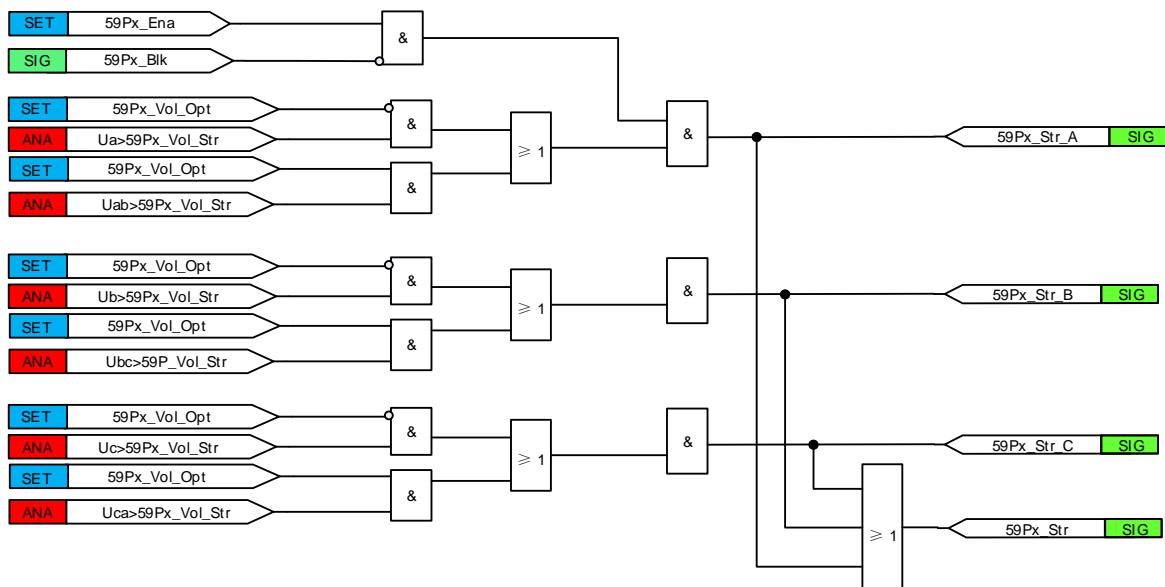 SET 59Px_Ena
&
SIG 59Px_Blk
SET 59Px_Vol_Opt
&
ANA Ua>59Px_Vol_Str
& 59Px_Str_A SIG
≥ 1
SET 59Px_Vol_Opt
&
ANA Uab>59Px_Vol_Str
SET 59Px_Vol_Opt
&
ANA Ub>59Px_Vol_Str
& 59Px_Str_B SIG
≥ 1
SET 59Px_Vol_Opt
&
ANA Ubc>59P_Vol_Str
SET 59Px_Vol_Opt
&
ANA Uc>59Px_Vol_Str
& 59Px_Str_C SIG
≥ 1
SET 59Px_Vol_Opt
&
ANA Uca>59Px_Vol_Str
≥ 1
59Px_Str SIG